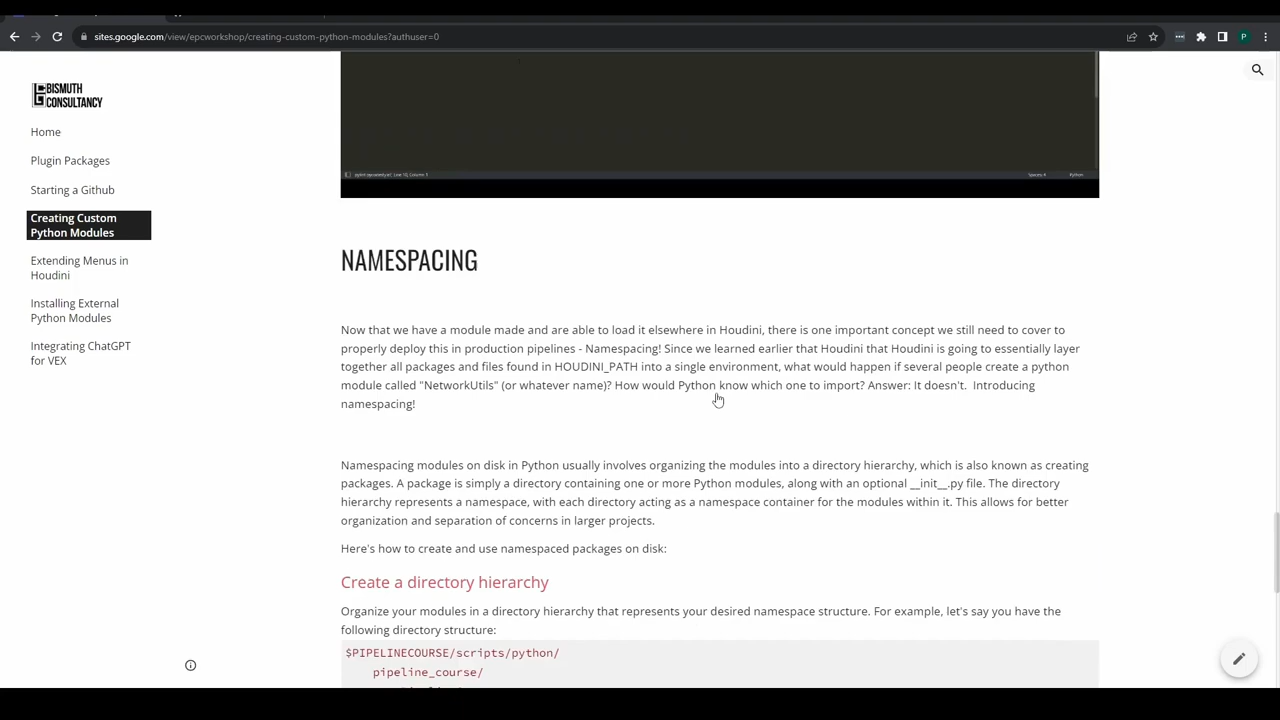 sites.google.com/view/epcworkshop/creating-custom-python-modules?authuser=0
P
BISMUTH
CONSULTANCY
Home
Plugin Packages
Starting a Github
Creating Custom
Python Modules
Extending Menus in
Houdini
Installing External
Python Modules
Integrating ChatGPT
for VEX
Python
NAMESPACING
Now that we have a module made and are able to load it elsewhere in Houdini, there is one important concept we still need to cover to
properly deploy this in production pipelines - Namespacing! Since we learned earlier that Houdini that Houdini is going to essentially layer
together all packages and files found in HOUDINI_PATH into a single environment, what would happen if several people create a python
module called "NetworkUtils" (or whatever name)? How would Python know which one to import? Answer: It doesn't.  Introducing
namespacing!
Namespacing modules on disk in Python usually involves organizing the modules into a directory hierarchy, which is also known as creating
packages. A package is simply a directory containing one or more Python modules, along with an optional __init__.py file. The directory
hierarchy represents a namespace, with each directory acting as a namespace container for the modules within it. This allows for better
organization and separation of concerns in larger projects.
Here's how to create and use namespaced packages on disk:
Create a directory hierarchy
Organize your modules in a directory hierarchy that represents your desired namespace structure. For example, let's say you have the
following directory structure:
$PIPELINECOURSE/scripts/python/
pipeline_course/